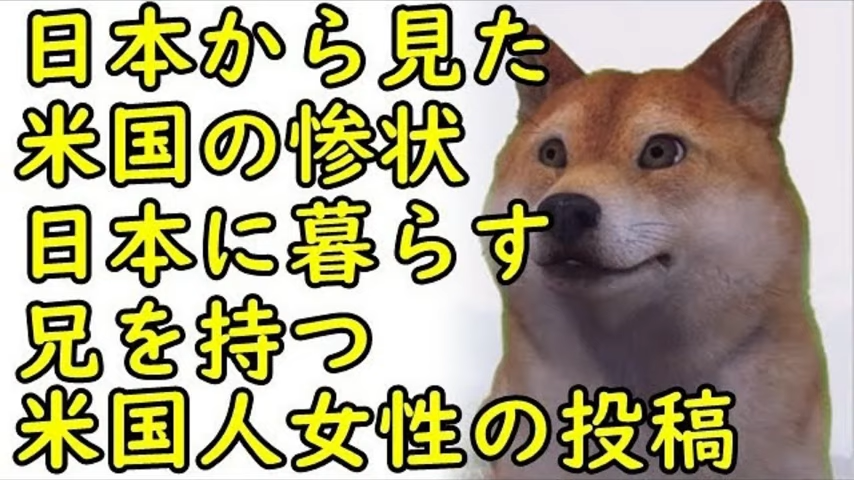 日本から見た
米国の惨状
日本に暮らす
兄を持つ
米国人女性の投稿